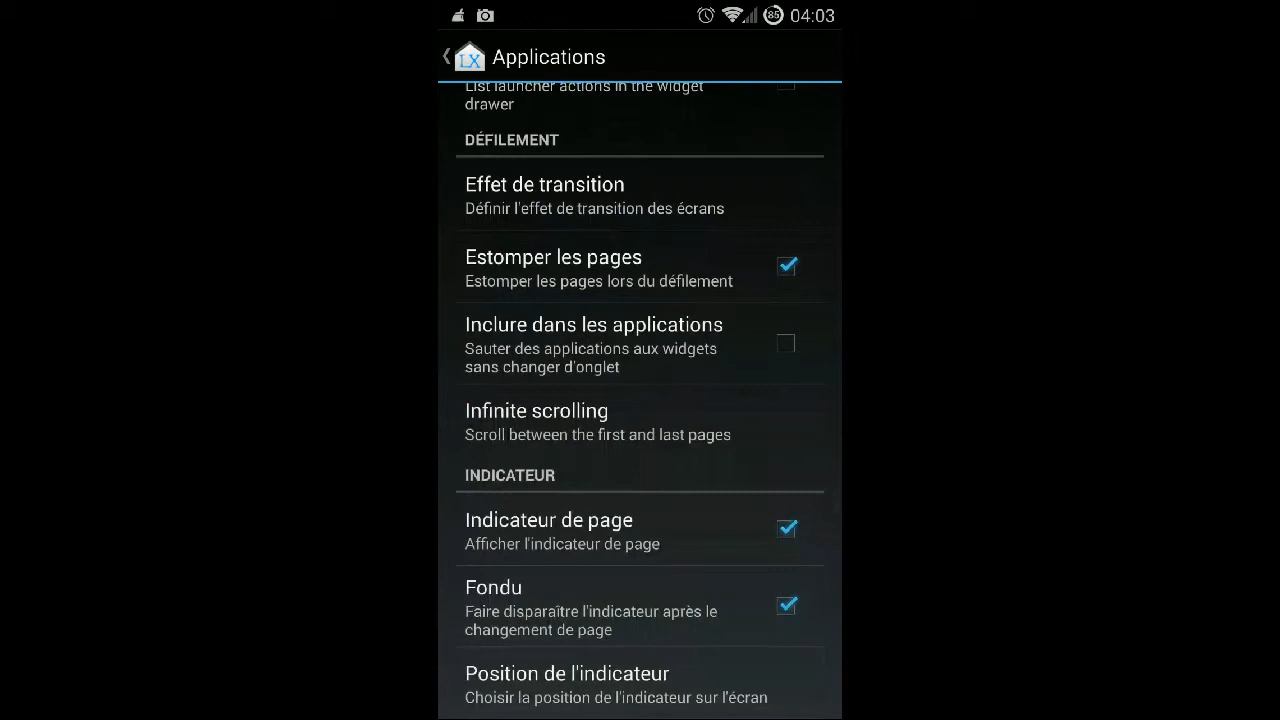 85 04:03
LX Applications
List launcher actions in the widget
drawer
DÉFILEMENT
Effet de transition
Définir l'effet de transition des écrans
Estomper les pages
Estomper les pages lors du défilement
Inclure dans les applications
Sauter des applications aux widgets
sans changer d'onglet
Infinite scrolling
Scroll between the first and last pages
INDICATEUR
Indicateur de page
Afficher l'indicateur de page
Fondu
Faire disparaître l'indicateur après le
changement de page
Position de l'indicateur
Choisir la position de l'indicateur sur l'écran